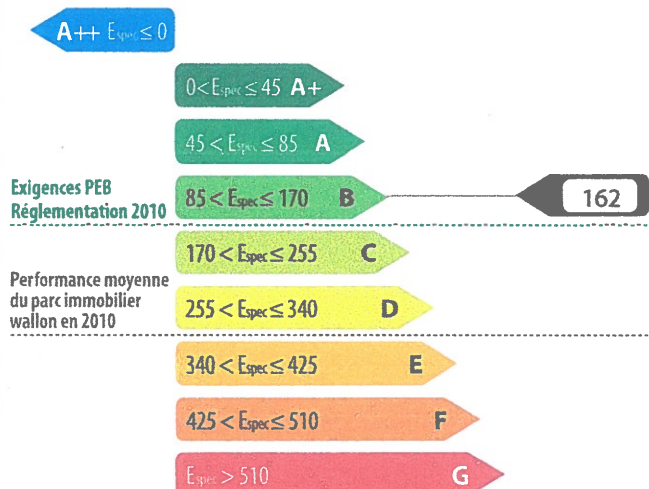 A++ Espec ≤ 0
0 < Espec ≤ 45 A+
45 < Espec ≤ 85 A
Exigences PEB
Réglementation 2010
85 < Espec ≤ 170 B
162
170 < Espec ≤ 255 C
Performance moyenne
du parc immobilier
wallon en 2010
255 < Espec ≤ 340 D
340 < Espec ≤ 425 E
425 < Espec ≤ 510 F
Espec > 510 G